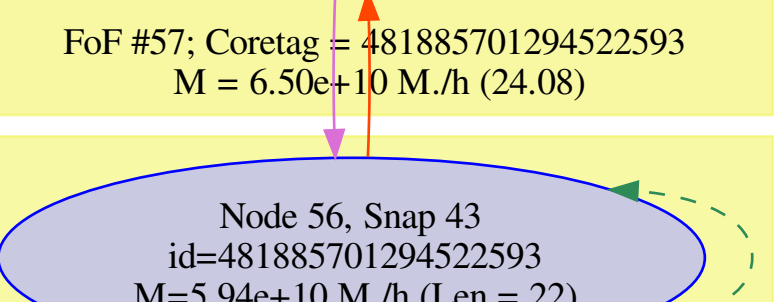 FoF #57; Coretag = 481885701294522593
M = 6.50e+10 M./h (24.08)
Node 56, Snap 43
id=481885701294522593
M=5.94e+10 M./h (Len = 22)